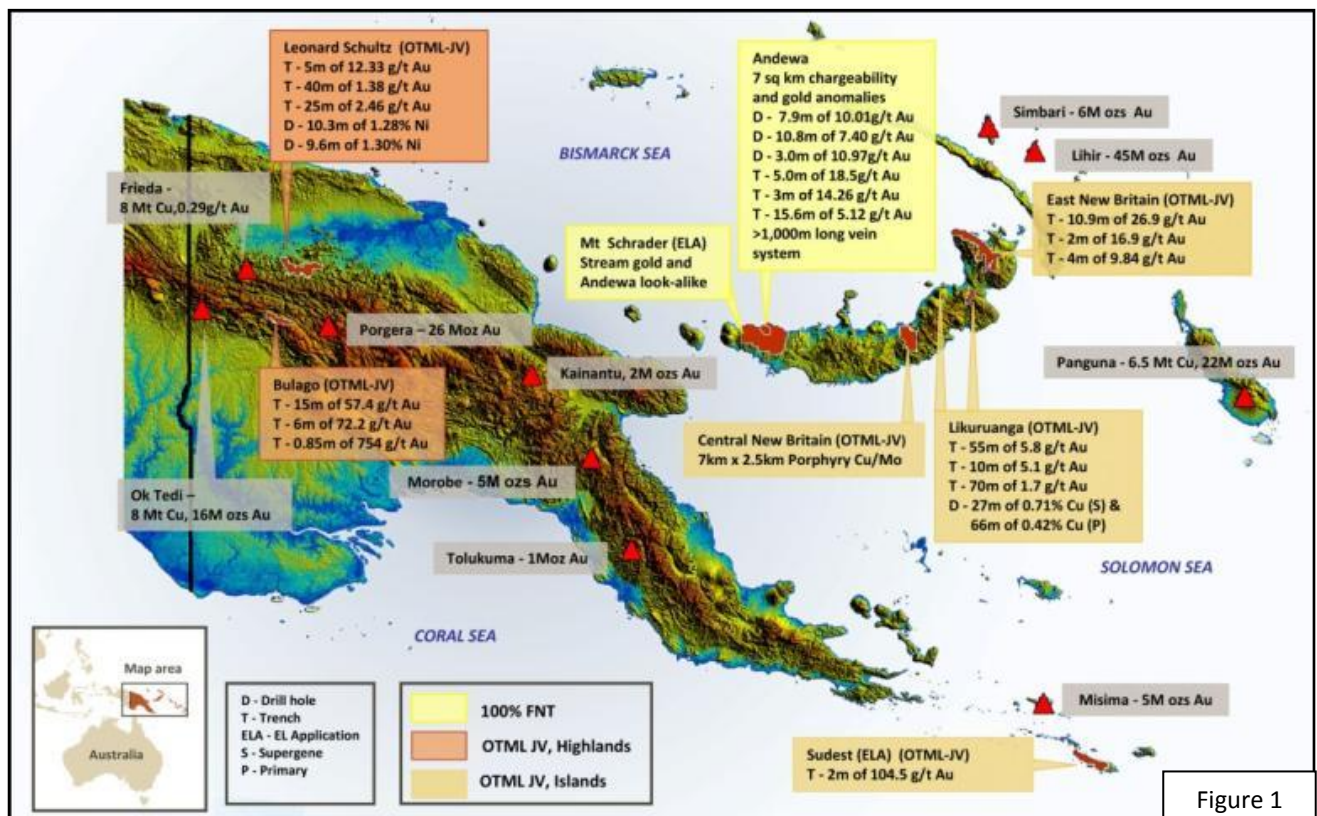 Leonard Schultz (OTML-JV)
T - 5m of 12.33 g/t Au
T - 40m of 1.38 g/t Au
T - 25m of 2.46 g/t Au
D - 10.3m of 1.28% Ni
D - 9.6m of 1.30% Ni
Andewa
7 sq km chargeability
and gold anomalies
D - 7.9m of 10.01g/t Au
D - 10.8m of 7.40 g/t Au
D - 3.0m of 10.97g/t Au
T - 5.0m of 18.5g/t Au
T - 3m of 14.26 g/t Au
T - 15.6m of 5.12 g/t Au
>1,000m long vein
system
Simbari - 6M ozs Au
Lihir - 45M ozs Au
BISMARCK SEA
Frieda -
8 Mt Cu,0.29g/t Au
East New Britain (OTML-JV)
T - 10.9m of 26.9 g/t Au
T - 2m of 16.9 g/t Au
T - 4m of 9.84 g/t Au
Mt Schrader (ELA)
Stream gold and
Andewa look-alike
Porgera – 26 Moz Au
Kainantu, 2M ozs Au
Panguna - 6.5 Mt Cu, 22M ozs Au
Bulago (OTML-JV)
T - 15m of 57.4 g/t Au
T - 6m of 72.2 g/t Au
T - 0.85m of 754 g/t Au
Central New Britain (OTML-JV)
7km x 2.5km Porphyry Cu/Mo
Likuruanga (OTML-JV)
T - 55m of 5.8 g/t Au
T - 10m of 5.1 g/t Au
T - 70m of 1.7 g/t Au
D - 27m of 0.71% Cu (S) &
66m of 0.42% Cu (P)
Morobe - 5M ozs Au
Ok Tedi –
8 Mt Cu, 16M ozs Au
Tolukuma - 1Moz Au
SOLOMON SEA
CORAL SEA
Map area
Australia
D - Drill hole
T - Trench
ELA - EL Application
S - Supergene
P - Primary
100% FNT
OTML JV, Highlands
OTML JV, Islands
Misima - 5M ozs Au
Sudest (ELA) (OTML-JV)
T - 2m of 104.5 g/t Au
Figure 1